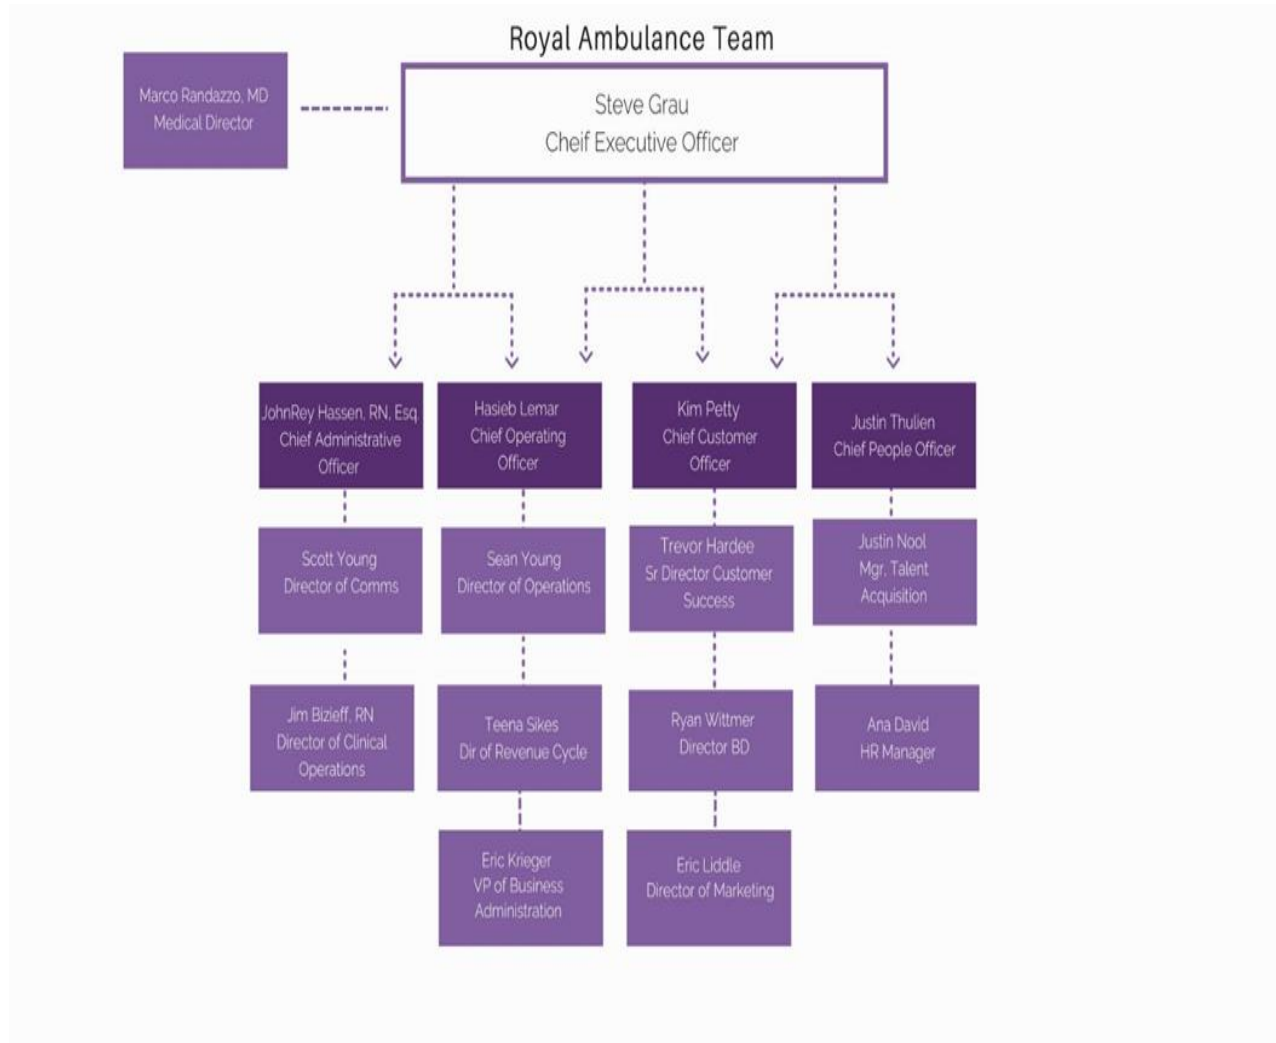 Royal Ambulance Team
Marco Randazzo, MD
Medical Director
Steve Grau
Cheif Executive Officer
JohnRey Hassen, RN, Esq
Chief Administrative
Officer
Hasieb Lemar
Chief Operating
Officer
Kim Petty
Chief Customer
Officer
Justin Thulien
Chief People Officer
Scott Young
Director of Comms
Sean Young
Director of Operations
Trevor Hardee
Sr Director Customer
Success
Justin Nool
Mgr, Talent
Acquisition
Jim Bizieff, RN
Director of Clinical
Operations
Teena Sikes
Dir of Revenue Cycle
Ryan Wittmer
Director BD
Ana David
HR Manager
Eric Krieger
VP of Business
Administration
Eric Liddle
Director of Marketing